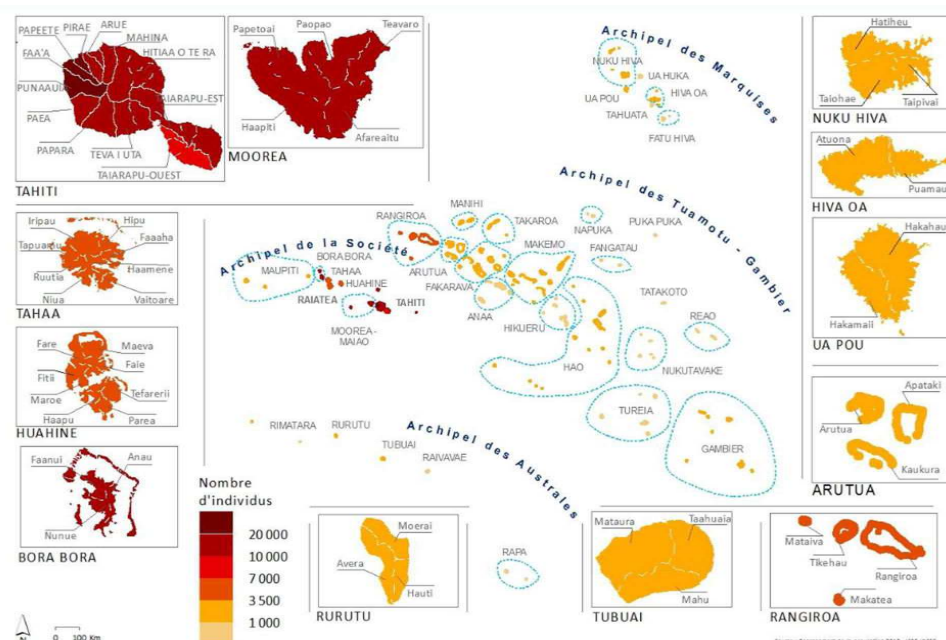 PAPEETE
PIRAE
ARUE
MAHINA
HITIAA O TE RA
FAA'A
PUNAAUIA
TAIARAPU-EST
PAEA
PAPARA
TEVA I UTA
TAIARAPU-OUEST
TAHITI
Papetoai
Paopao
Teavaro
Haapiti
Afareaitu
MOOREA
Archipel des Marquises
NUKU HIVA
UA HUKA
UA POU
HIVA OA
TAHUATA
FATU HIVA
Hatiheu
Taiohae
Taipivai
NUKU HIVA
Atuona
Puamau
HIVA OA
Hakahau
Hakamaii
UA POU
Iripau
Hipu
Tapuamu
Faaaha
Haamene
Ruutia
Niua
Vaitoare
TAHAA
Archipel de la Société
MAUPITI
BORA BORA
TAHAA
HUAHINE
RAIATEA
TAHITI
MOOREA-
MAIAO
Archipel des Tuamotu - Gambier
RANGIROA
MANIHI
TAKAROA
NAPUKA
PUKA PUKA
MAKEMO
FANGATAU
ARUTUA
FAKARAVA
ANAA
HIKUERU
TATAKOTO
REAO
HAO
NUKUTAVAKE
TUREIA
GAMBIER
Fare
Maeva
Faie
Fitii
Maroe
Tefarerii
Haapu
Parea
HUAHINE
Apataki
Arutua
Kaukura
ARUTUA
Faanui
Anau
Nunue
BORA BORA
RIMATARA
RURUTU
TUBUAI
RAIVAVAE
Archipel des Australes
RAPA
Nombre
d'individus
20 000
10 000
7 000
3 500
1 000
Moerai
Avera
Hauti
RURUTU
Mataura
Taahuaia
Mahu
TUBUAI
Mataiva
Tikehau
Rangiroa
Makatea
RANGIROA
N
0 100 Km